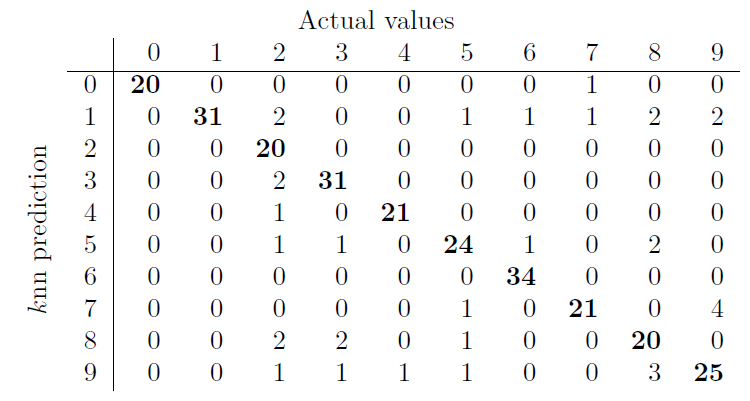 Actual values
0 1 2 3 4 5 6 7 8 9
0 20 0 0 0 0 0 0 1 0 0
1 0 31 2 0 0 1 1 1 2 2
2 0 0 20 0 0 0 0 0 0 0
3 0 0 2 31 0 0 0 0 0 0
4 0 0 1 0 21 0 0 0 0 0
5 0 0 1 1 0 24 1 0 2 0
6 0 0 0 0 0 0 34 0 0 0
7 0 0 0 0 0 1 0 21 0 4
8 0 0 2 2 0 1 0 0 20 0
9 0 0 1 1 1 1 0 0 3 25
knn prediction